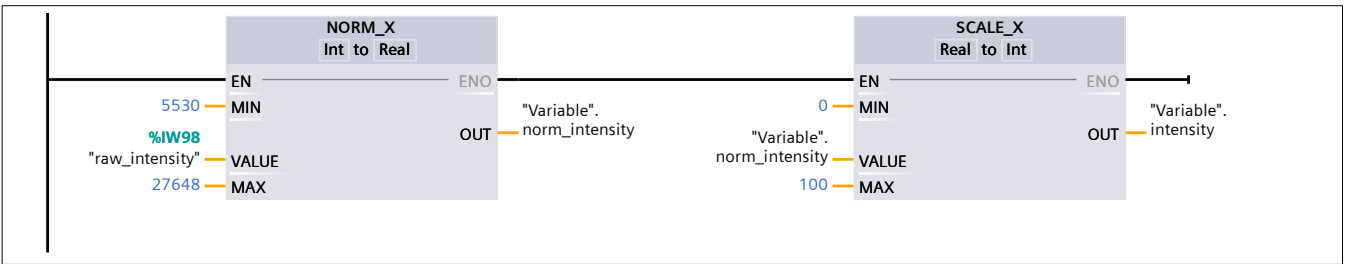 NORM_X
Int to Real
EN
ENO
5530
MIN
"Variable".
norm_intensity
OUT
%IW98
"raw_intensity"
VALUE
27648
MAX
SCALE_X
Real to Int
EN
ENO
0
MIN
"Variable".
intensity
OUT
"Variable".
norm_intensity
VALUE
100
MAX